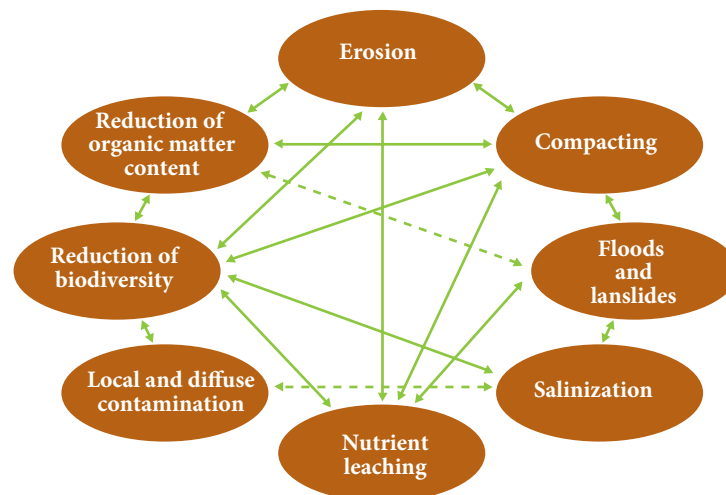 Erosion
Reduction of
organic matter
content
Compacting
Reduction of
biodiversity
Floods
and
lanslides
Local and diffuse
contamination
Salinization
Nutrient
leaching